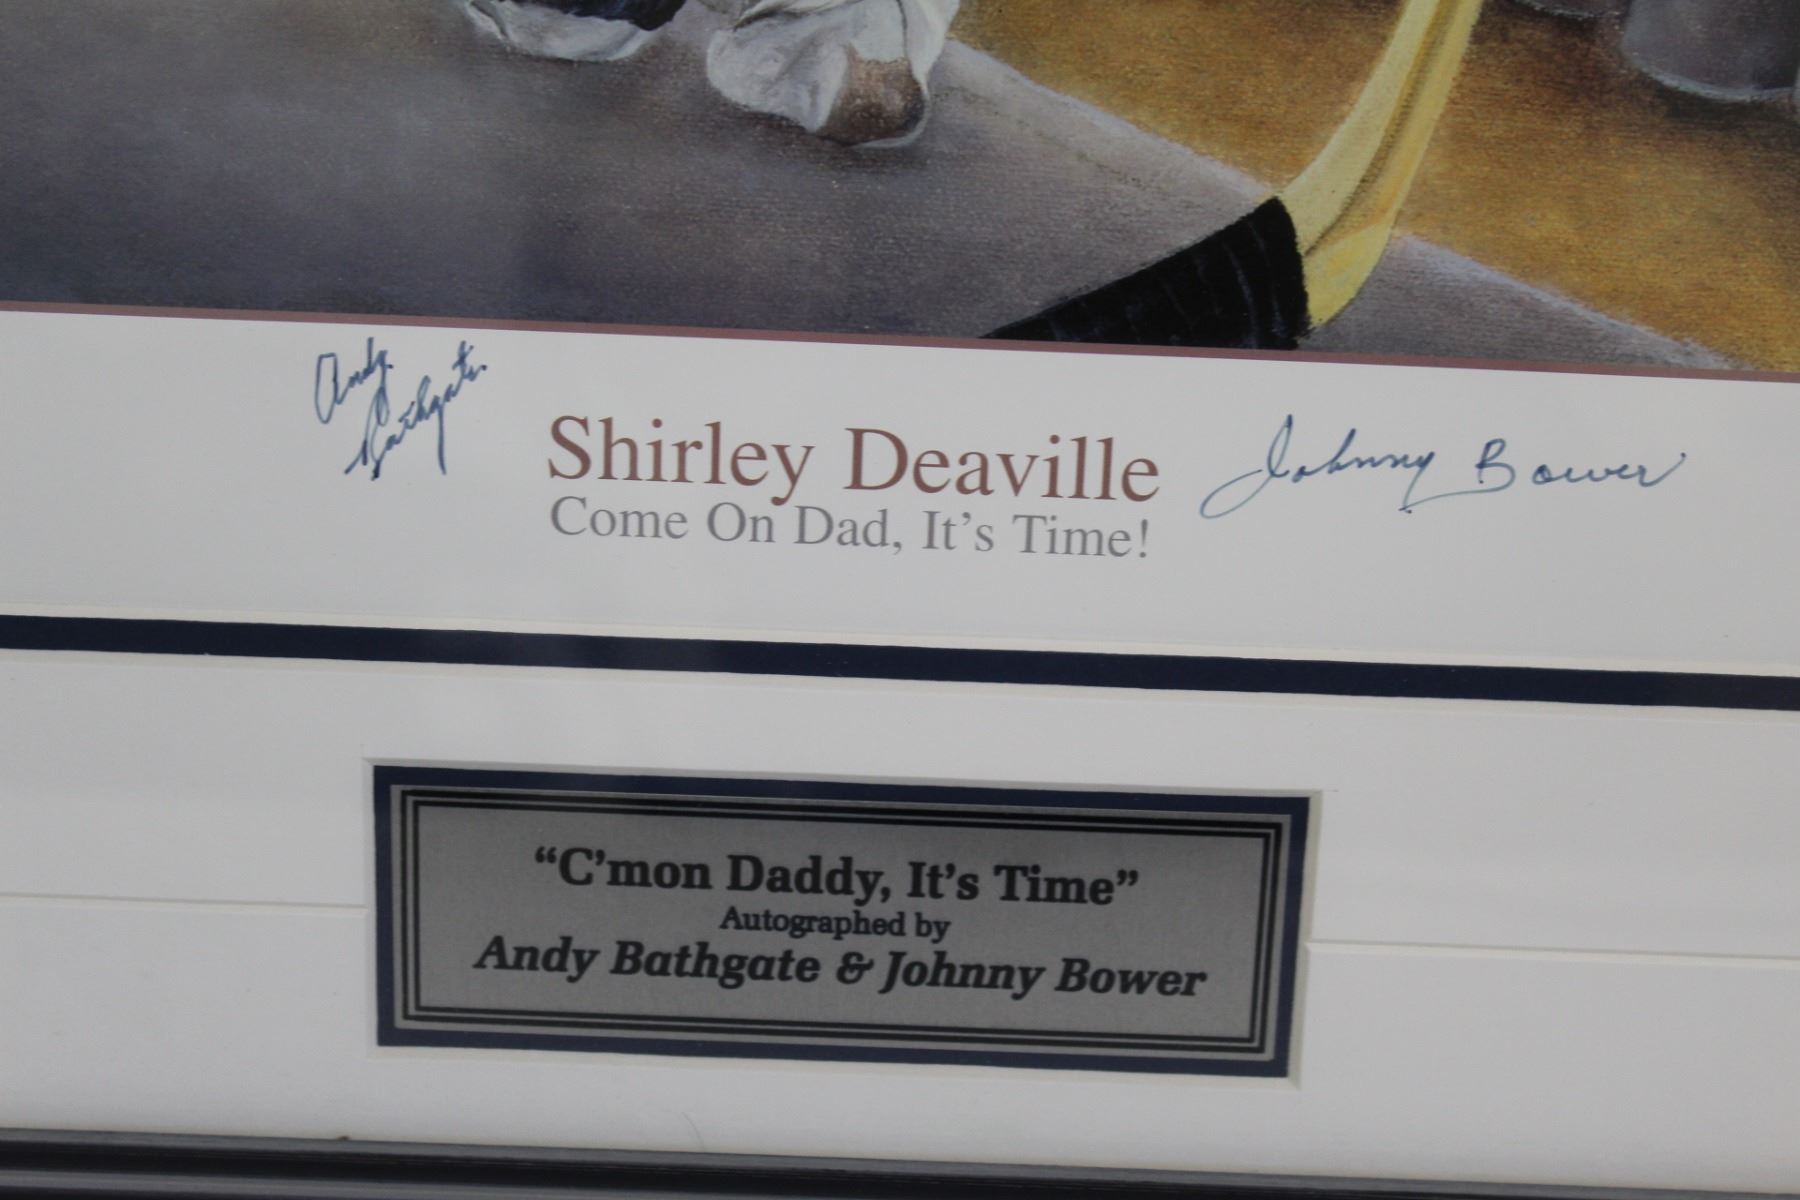 Andy
Bathgate
Shirley Deaville
Johnny Bower
Come On Dad, It's Time!
“C'mon Daddy, It's Time”
Autographed by
Andy Bathgate & Johnny Bower